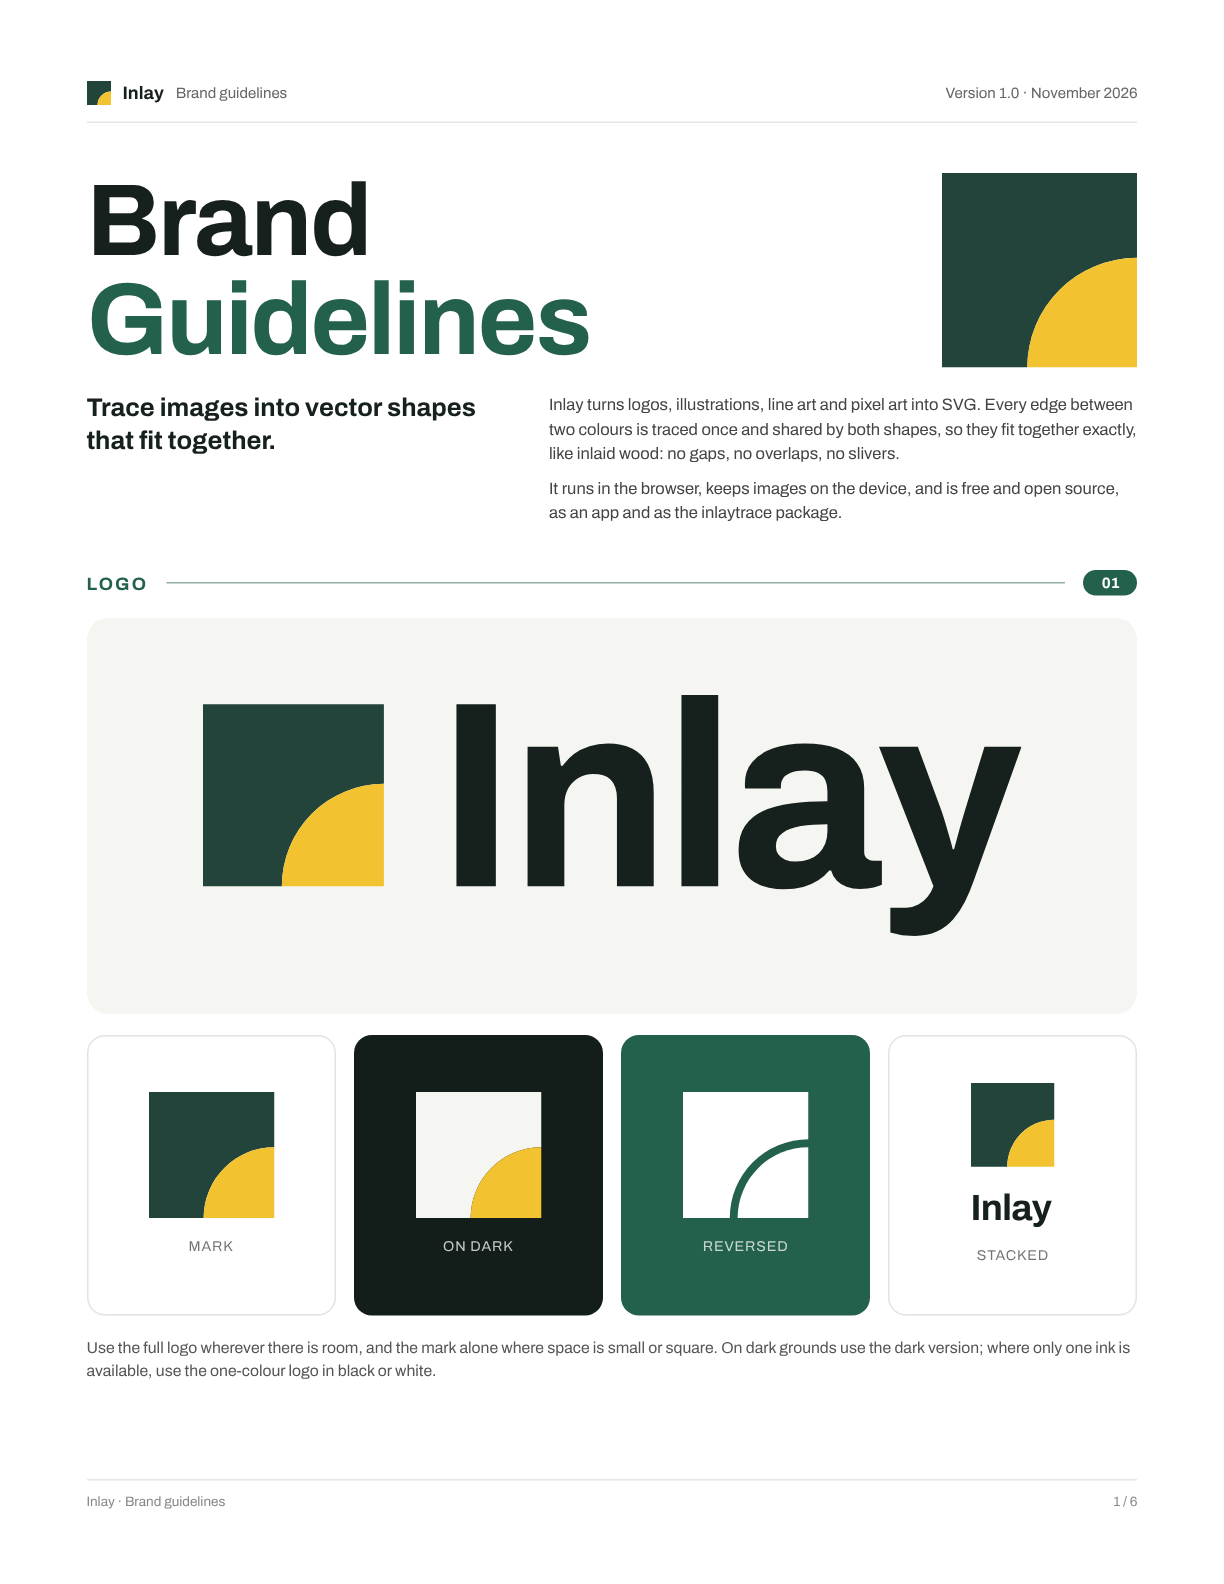 Inlay Brand guidelines
Version 1.0 · November 2026
Brand
Guidelines
Trace images into vector shapes
that fit together.
Inlay turns logos, illustrations, line art and pixel art into SVG. Every edge between
two colours is traced once and shared by both shapes, so they fit together exactly,
like inlaid wood: no gaps, no overlaps, no slivers.
It runs in the browser, keeps images on the device, and is free and open source,
as an app and as the inlaytrace package.
LOGO
01
Inlay
MARK
ON DARK
REVERSED
Inlay
STACKED
Use the full logo wherever there is room, and the mark alone where space is small or square. On dark grounds use the dark version; where only one ink is
available, use the one-colour logo in black or white.
Inlay · Brand guidelines
1 / 6